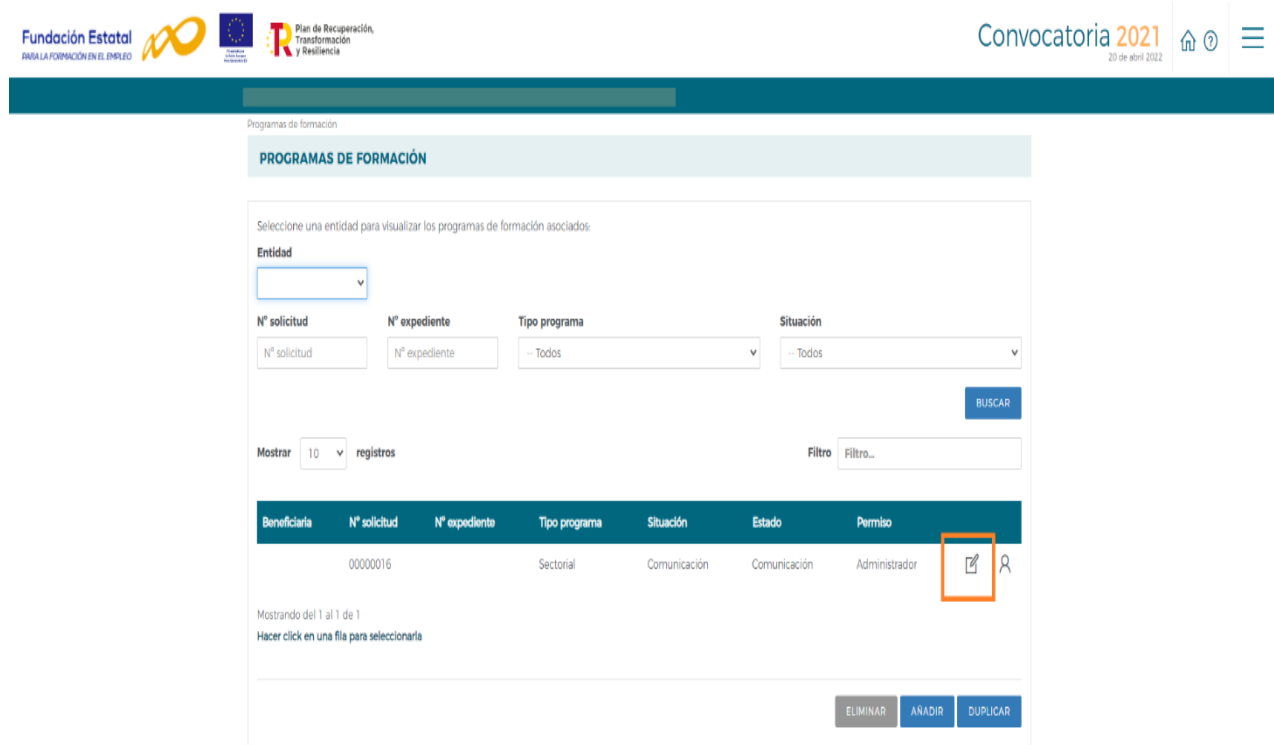 Fundación Estatal
PARA LA FORMACIÓN EN EL EMPLEO
Plan de Recuperación,
Transformación
y Resiliencia
Convocatoria 2021
20 de abril 2022
Programas de formación
PROGRAMAS DE FORMACIÓN
Seleccione una entidad para visualizar los programas de formación asociados:
Entidad
Nº solicitud Nº expediente Tipo programa Situación
Nº solicitud Nº expediente -- Todos -- Todos
BUSCAR
Mostrar 10 registros Filtro Filtro...
Beneficiaria Nº solicitud Nº expediente Tipo programa Situación Estado Permiso
00000016 Sectorial Comunicación Comunicación Administrador
Mostrando del 1 al 1 de 1
Hacer click en una fila para seleccionarla
ELIMINAR AÑADIR DUPLICAR